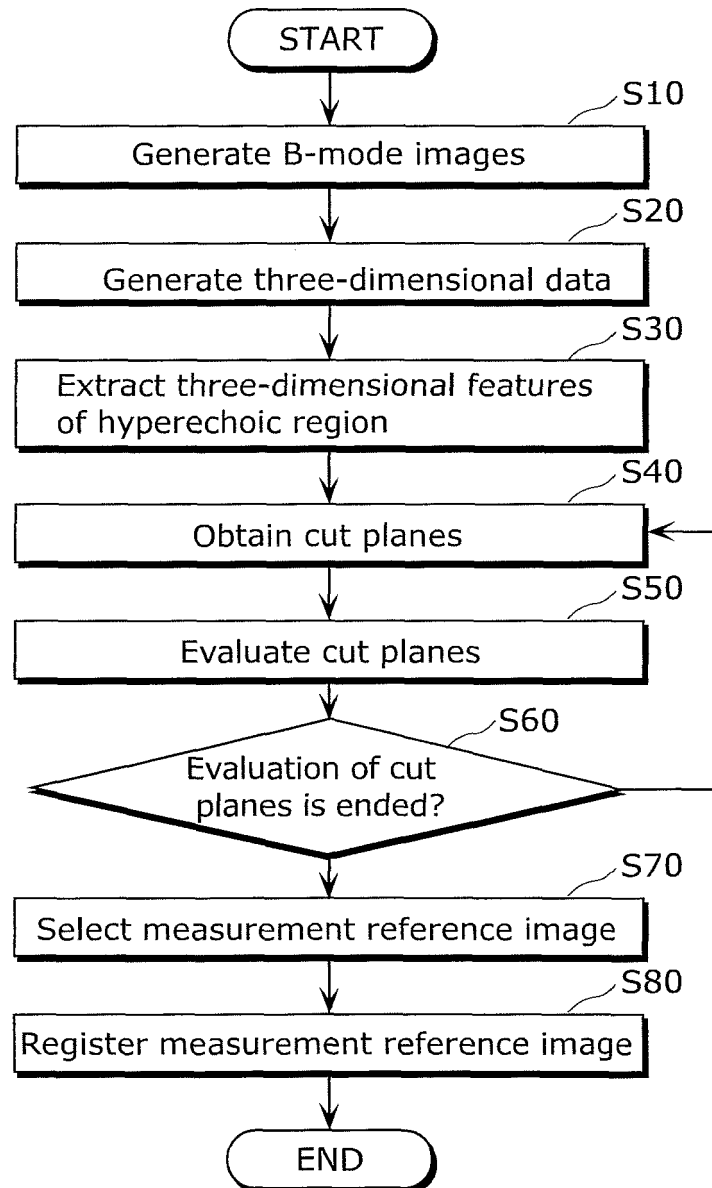 START
S10
Generate B-mode images
S20
Generate three-dimensional data
S30
Extract three-dimensional features
of hyperechoic region
S40
Obtain cut planes
S50
Evaluate cut planes
S60
Evaluation of cut
planes is ended?
S70
Select measurement reference image
S80
Register measurement reference image
END